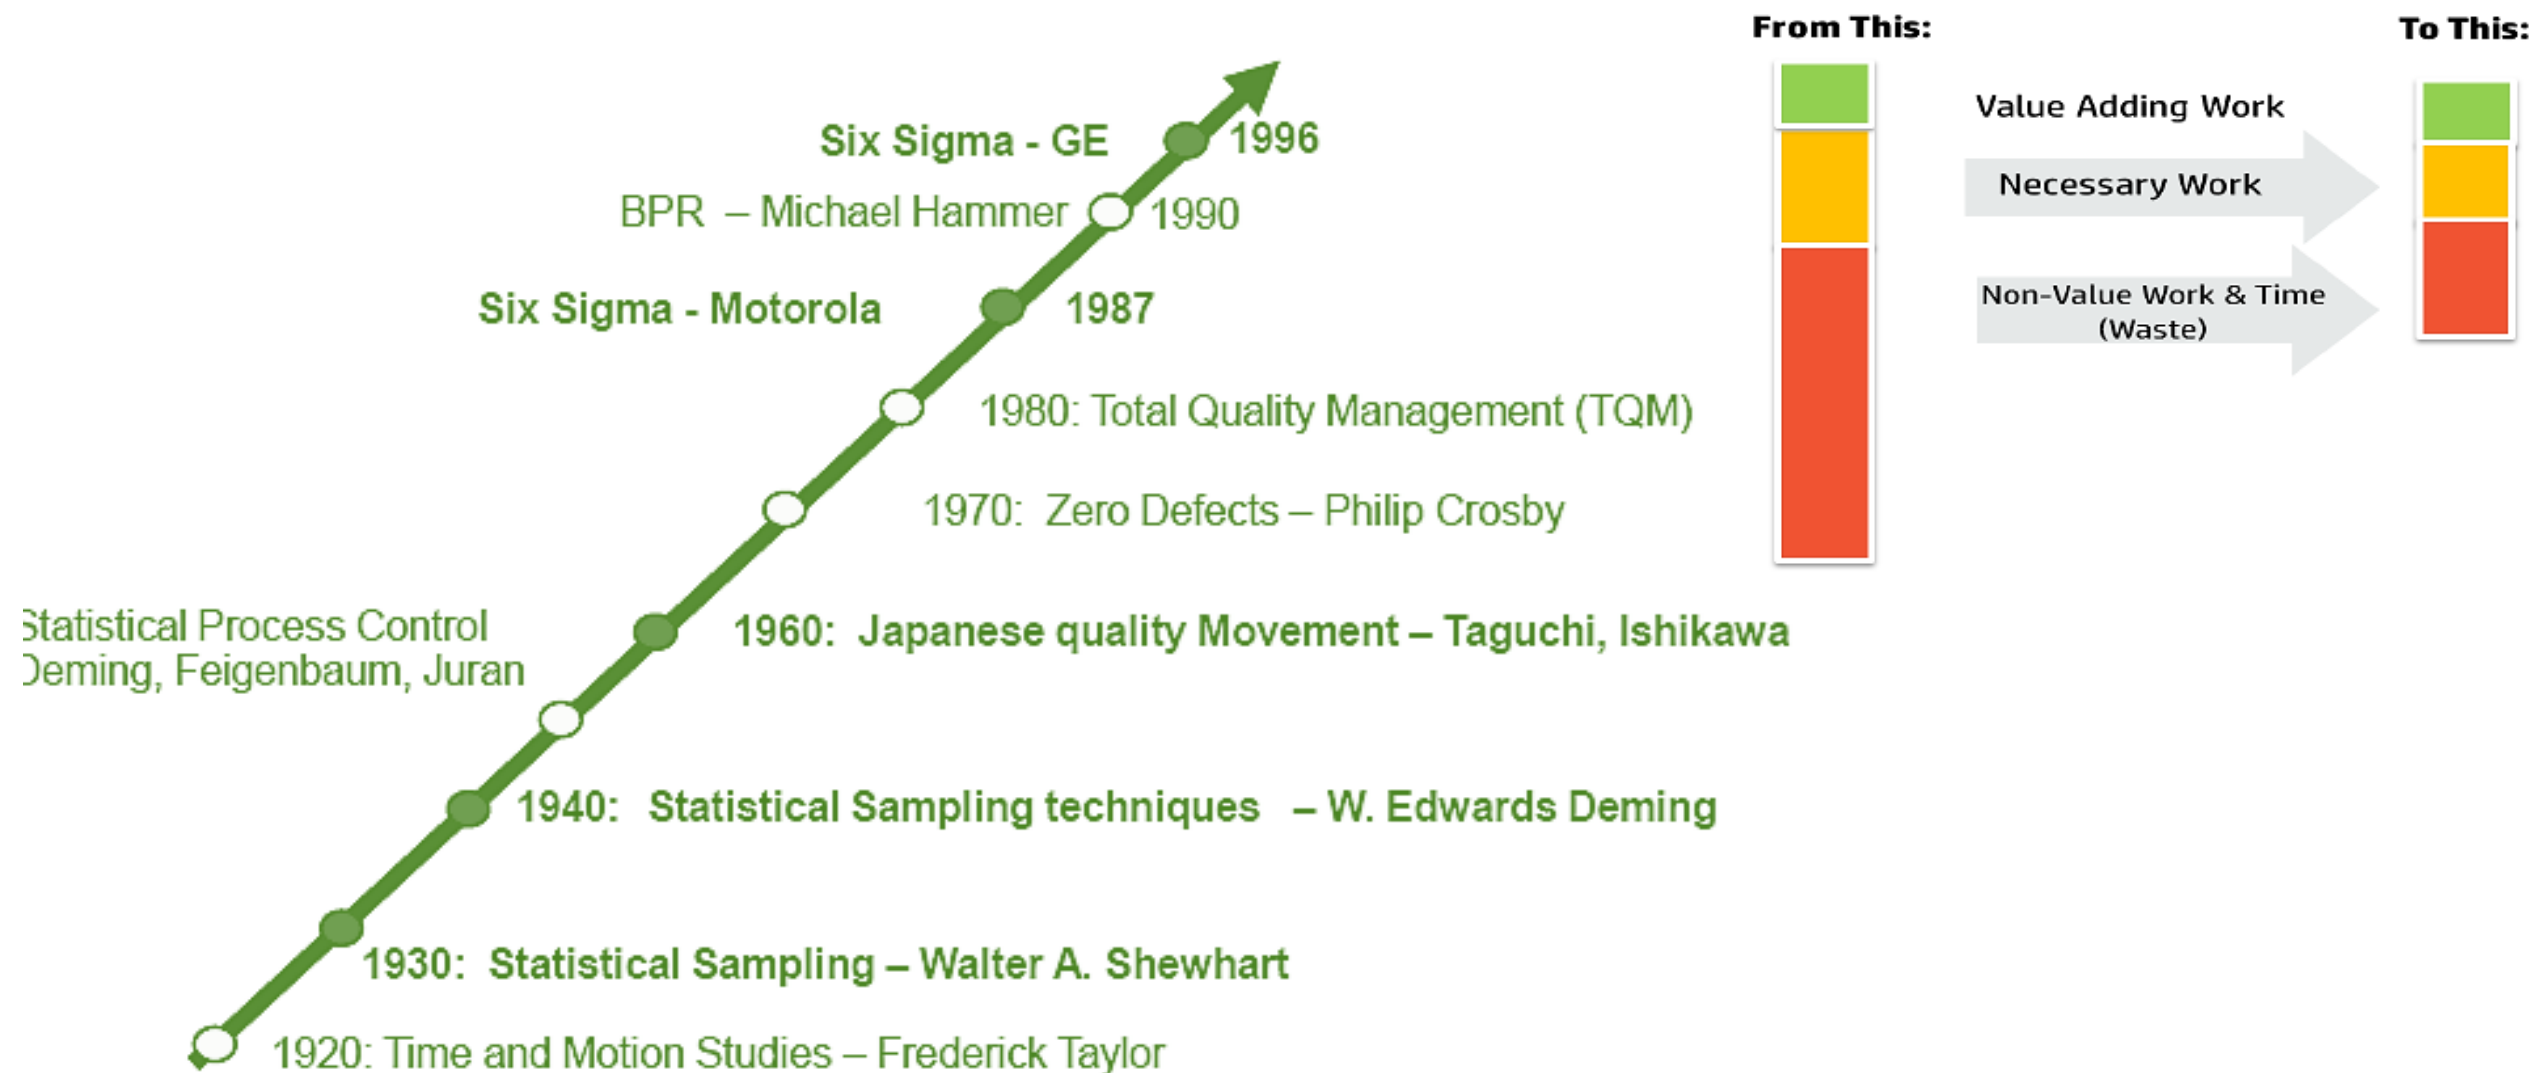 Six Sigma - GE 1996
BPR – Michael Hammer 1990
Six Sigma - Motorola 1987
1980: Total Quality Management (TQM)
1970: Zero Defects – Philip Crosby
Statistical Process Control
Deming, Feigenbaum, Juran
1960: Japanese quality Movement – Taguchi, Ishikawa
1940: Statistical Sampling techniques – W. Edwards Deming
1930: Statistical Sampling – Walter A. Shewhart
1920: Time and Motion Studies – Frederick Taylor
From This:
To This:
Value Adding Work
Necessary Work
Non-Value Work & Time
(Waste)